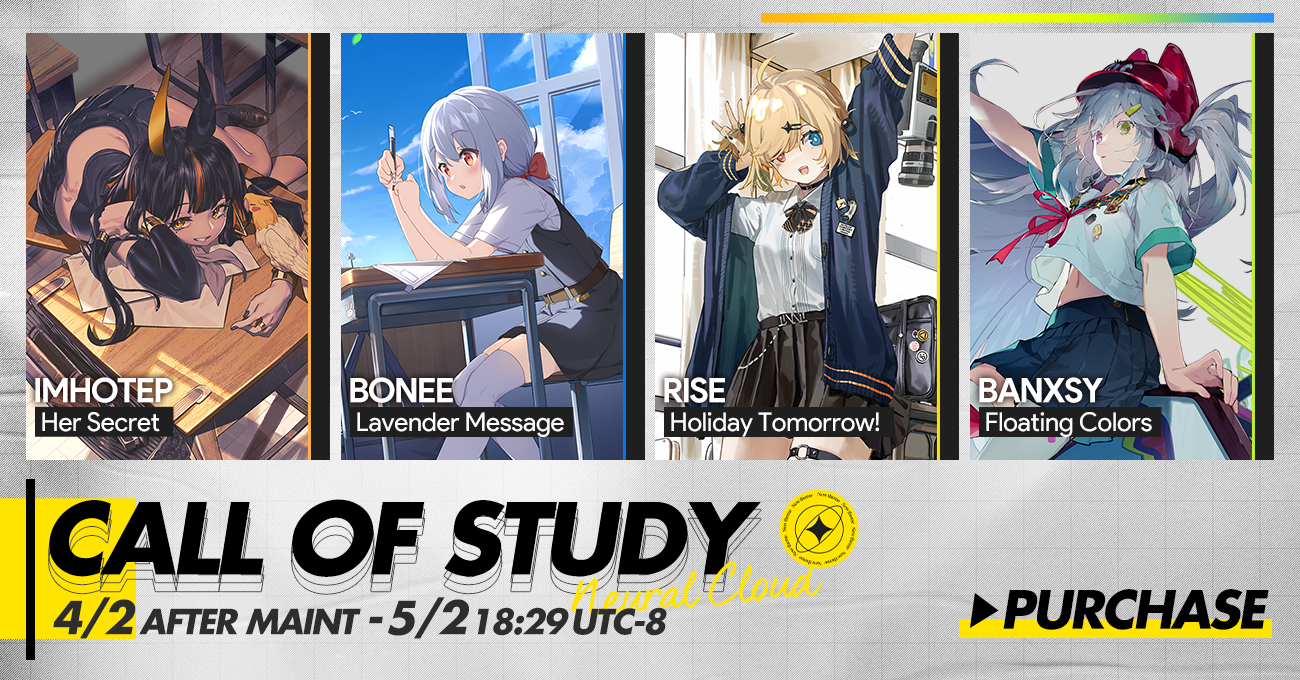 IMHOTEP
Her Secret
BONEE
Lavender Message
RISE
Holiday Tomorrow!
BANXSY
Floating Colors
CALL OF STUDY
Neural Cloud
4/2 AFTER MAINT - 5/2 18:29 UTC-8
PURCHASE